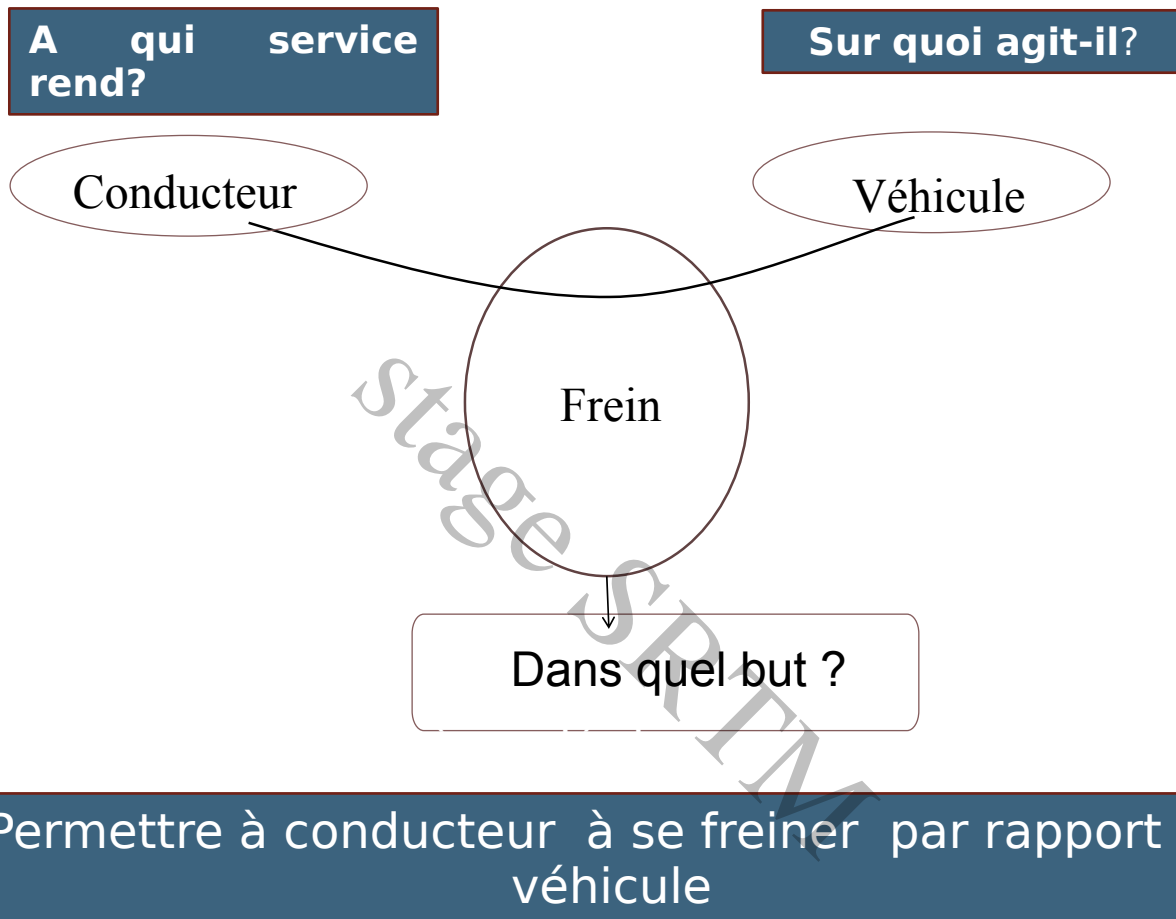 A qui service
rend?
Sur quoi agit-il?
Conducteur
Véhicule
Frein
stage SRTM
Dans quel but ?
Permettre à conducteur à se freiner par rapport
véhicule